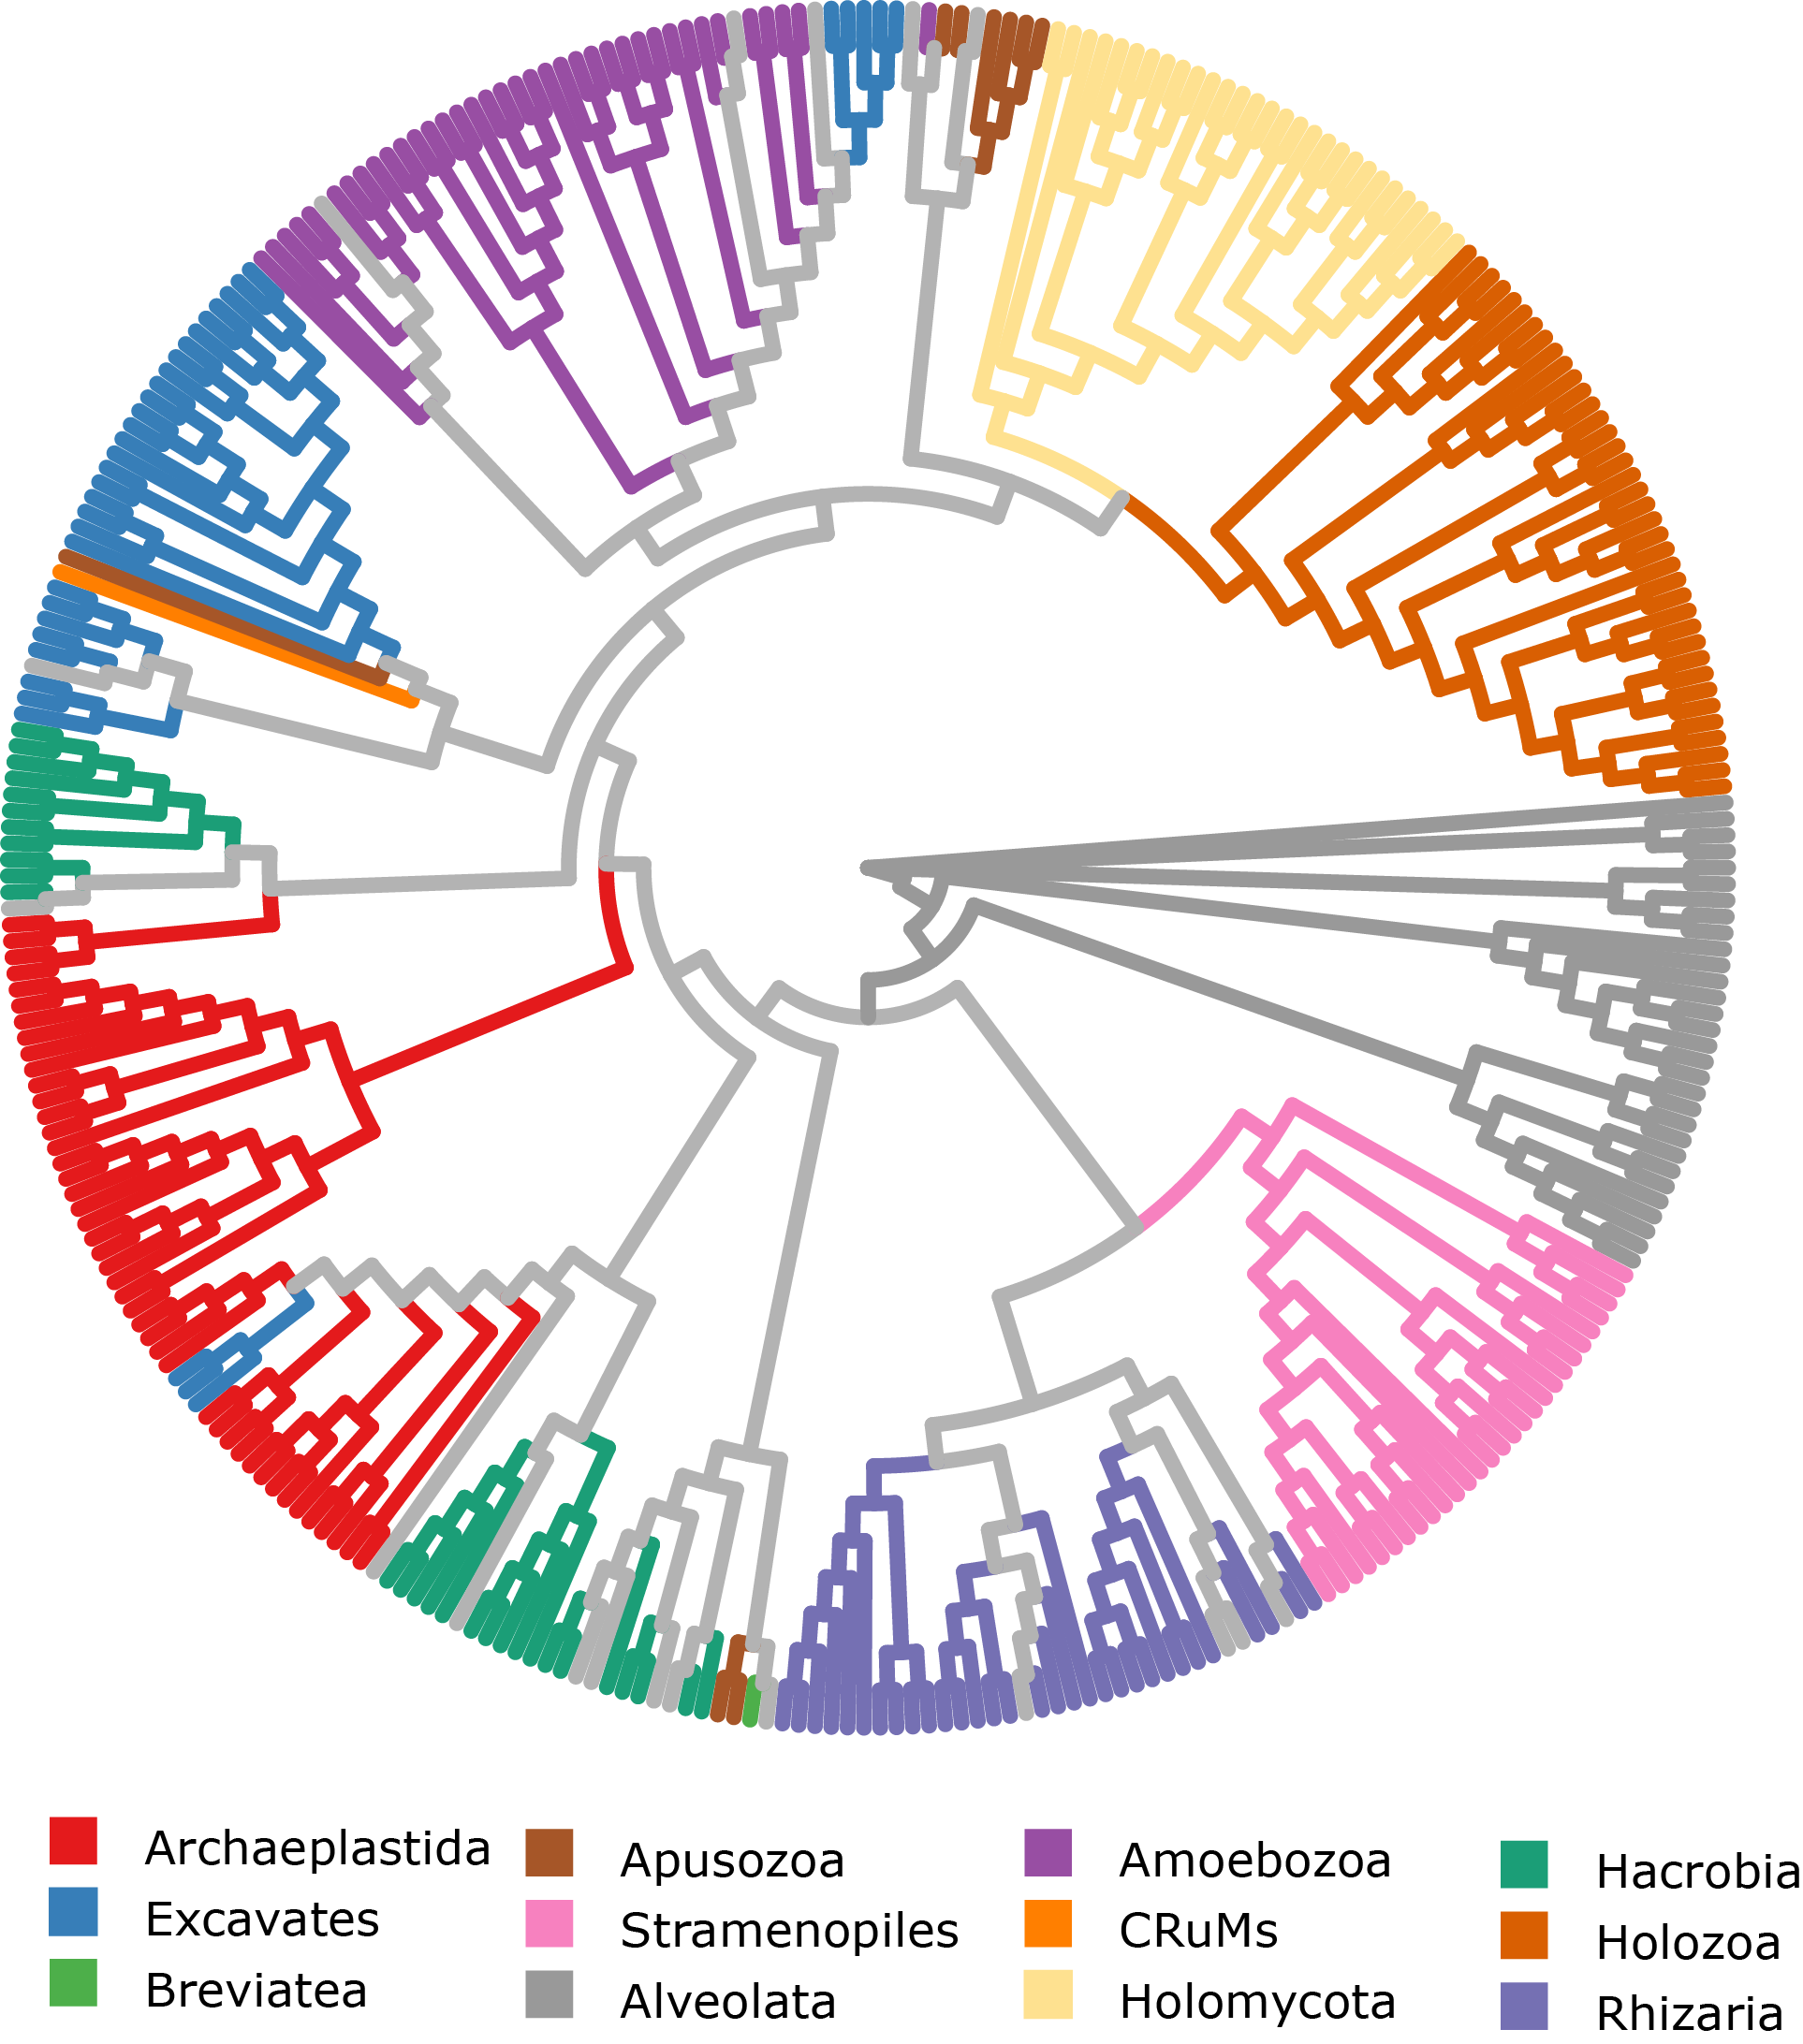 Archaeplastida
Excavates
Breviatea
Apusozoa
Stramenopiles
Alveolata
Amoebozoa
CRuMs
Holomycota
Hacrobia
Holozoa
Rhizaria